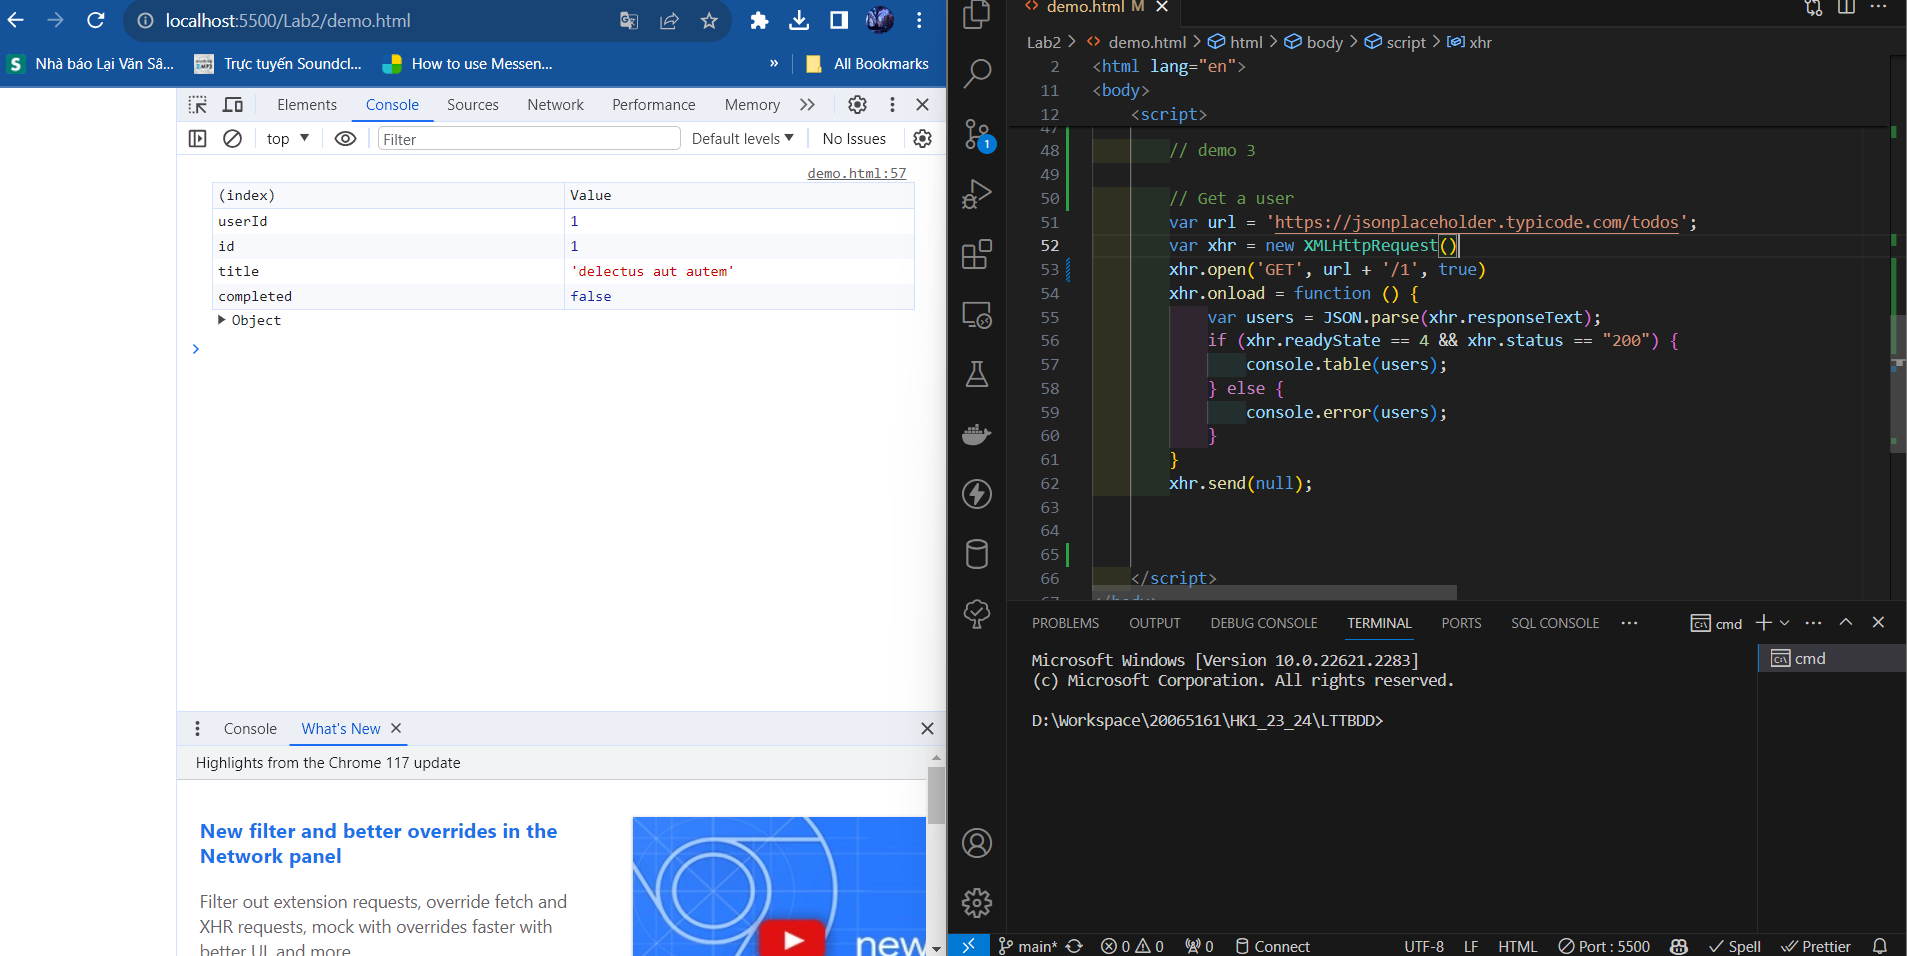 localhost:5500/Lab2/demo.html
S Nhà báo Lại Văn Sâ... Trực tuyến Soundcl... How to use Messen... » All Bookmarks
Elements Console Sources Network Performance Memory
top Filter Default levels No Issues
demo.html:57
(index) Value
userId 1
id 1
title 'delectus aut autem'
completed false
Object
Console What's New
Highlights from the Chrome 117 update
New filter and better overrides in the
Network panel
Filter out extension requests, override fetch and
XHR requests, mock with overrides faster with
better UI, and more
new
demo.html M
Lab2 > demo.html > html > body > script > xhr
2 <html lang="en">
11 <body>
12 <script>
47
48 // demo 3
49
50 // Get a user
51 var url = 'https://jsonplaceholder.typicode.com/todos';
52 var xhr = new XMLHttpRequest()
53 xhr.open('GET', url + '/1', true)
54 xhr.onload = function () {
55 var users = JSON.parse(xhr.responseText);
56 if (xhr.readyState == 4 && xhr.status == "200") {
57 console.table(users);
58 } else {
59 console.error(users);
60 }
61 }
62 xhr.send(null);
63
64
65
66 </script>
67 </body>
1
PROBLEMS OUTPUT DEBUG CONSOLE TERMINAL PORTS SQL CONSOLE ... cmd
Microsoft Windows [Version 10.0.22621.2283]
(c) Microsoft Corporation. All rights reserved.
D:\Workspace\20065161\HK1_23_24\LTTBDD>
cmd
main* 0 0 0 Connect UTF-8 LF HTML Port : 5500 Spell Prettier